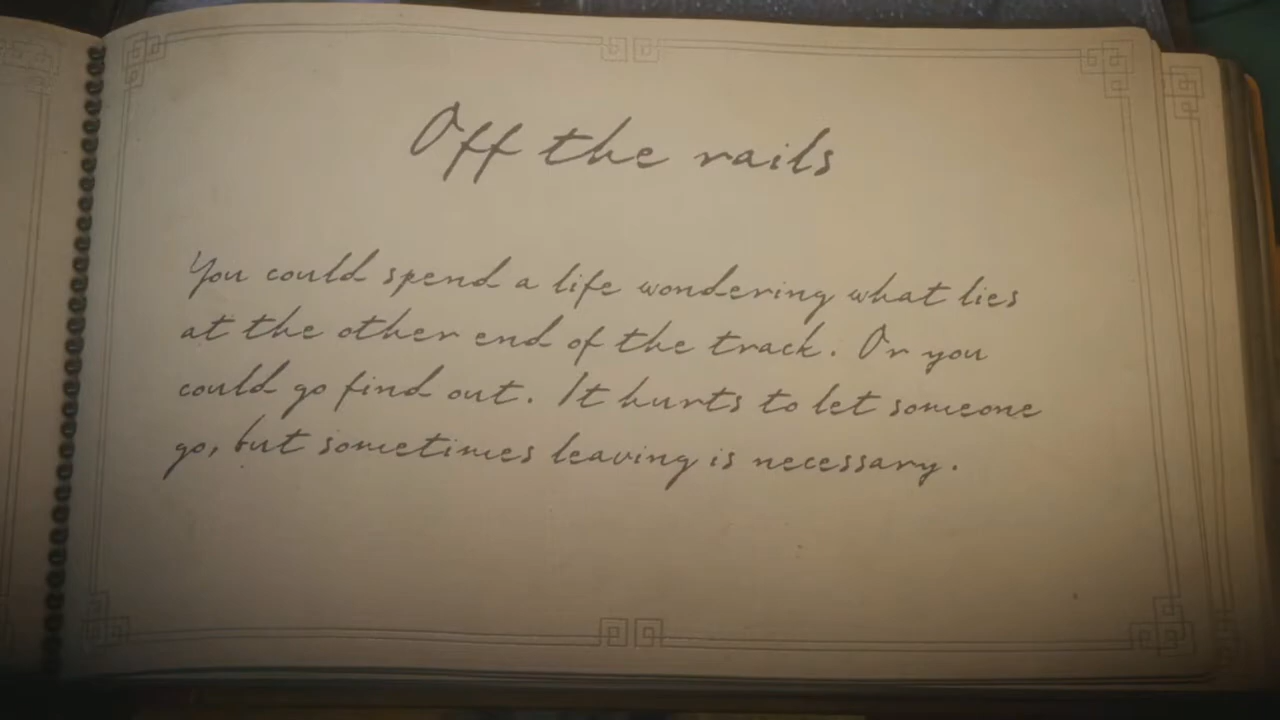 Off the rails
You could spend a life wondering what lies
at the other end of the track. Or you
could go find out. It hurts to let someone
go, but sometimes leaving is necessary.